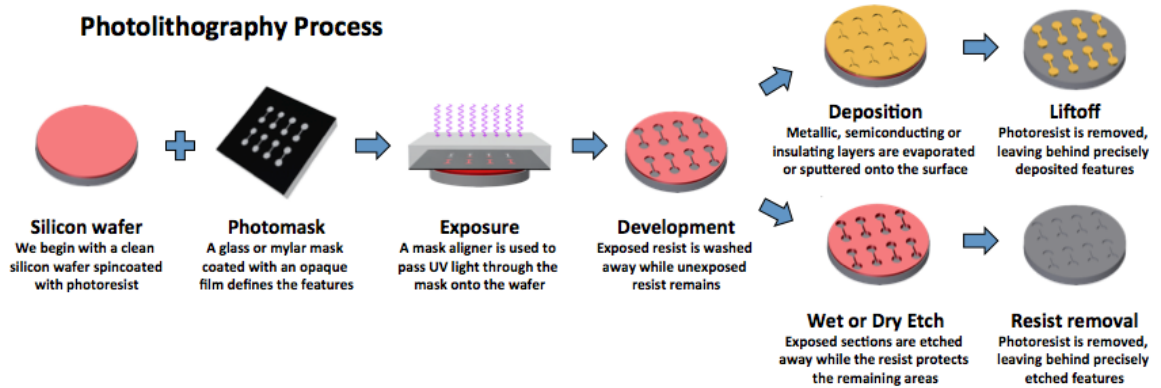 Photolithography Process
Silicon wafer
We begin with a clean
silicon wafer spincoated
with photoresist
Photomask
A glass or mylar mask
coated with an opaque
film defines the features
Exposure
A mask aligner is used to
pass UV light through the
mask onto the wafer
Development
Exposed resist is washed
away while unexposed
resist remains
Deposition
Metallic, semiconducting or
insulating layers are evaporated
or sputtered onto the surface
Liftoff
Photoresist is removed,
leaving behind precisely
deposited features
Wet or Dry Etch
Exposed sections are etched
away while the resist protects
the remaining areas
Resist removal
Photoresist is removed,
leaving behind precisely
etched features